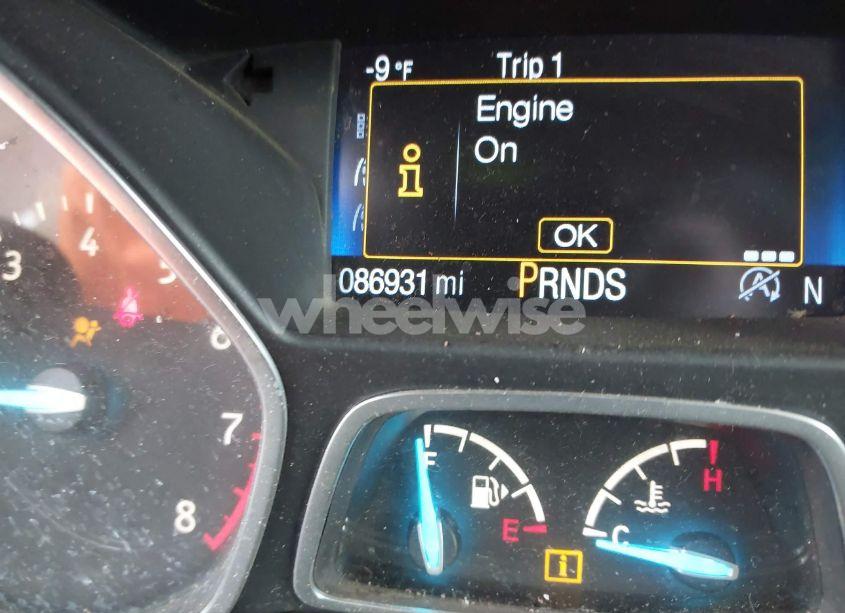 -9 °F Trip 1
Engine
On
OK
086931 mi PRNDS A N
wheelwise
3
4
5
6
7
8
F
E
C
H